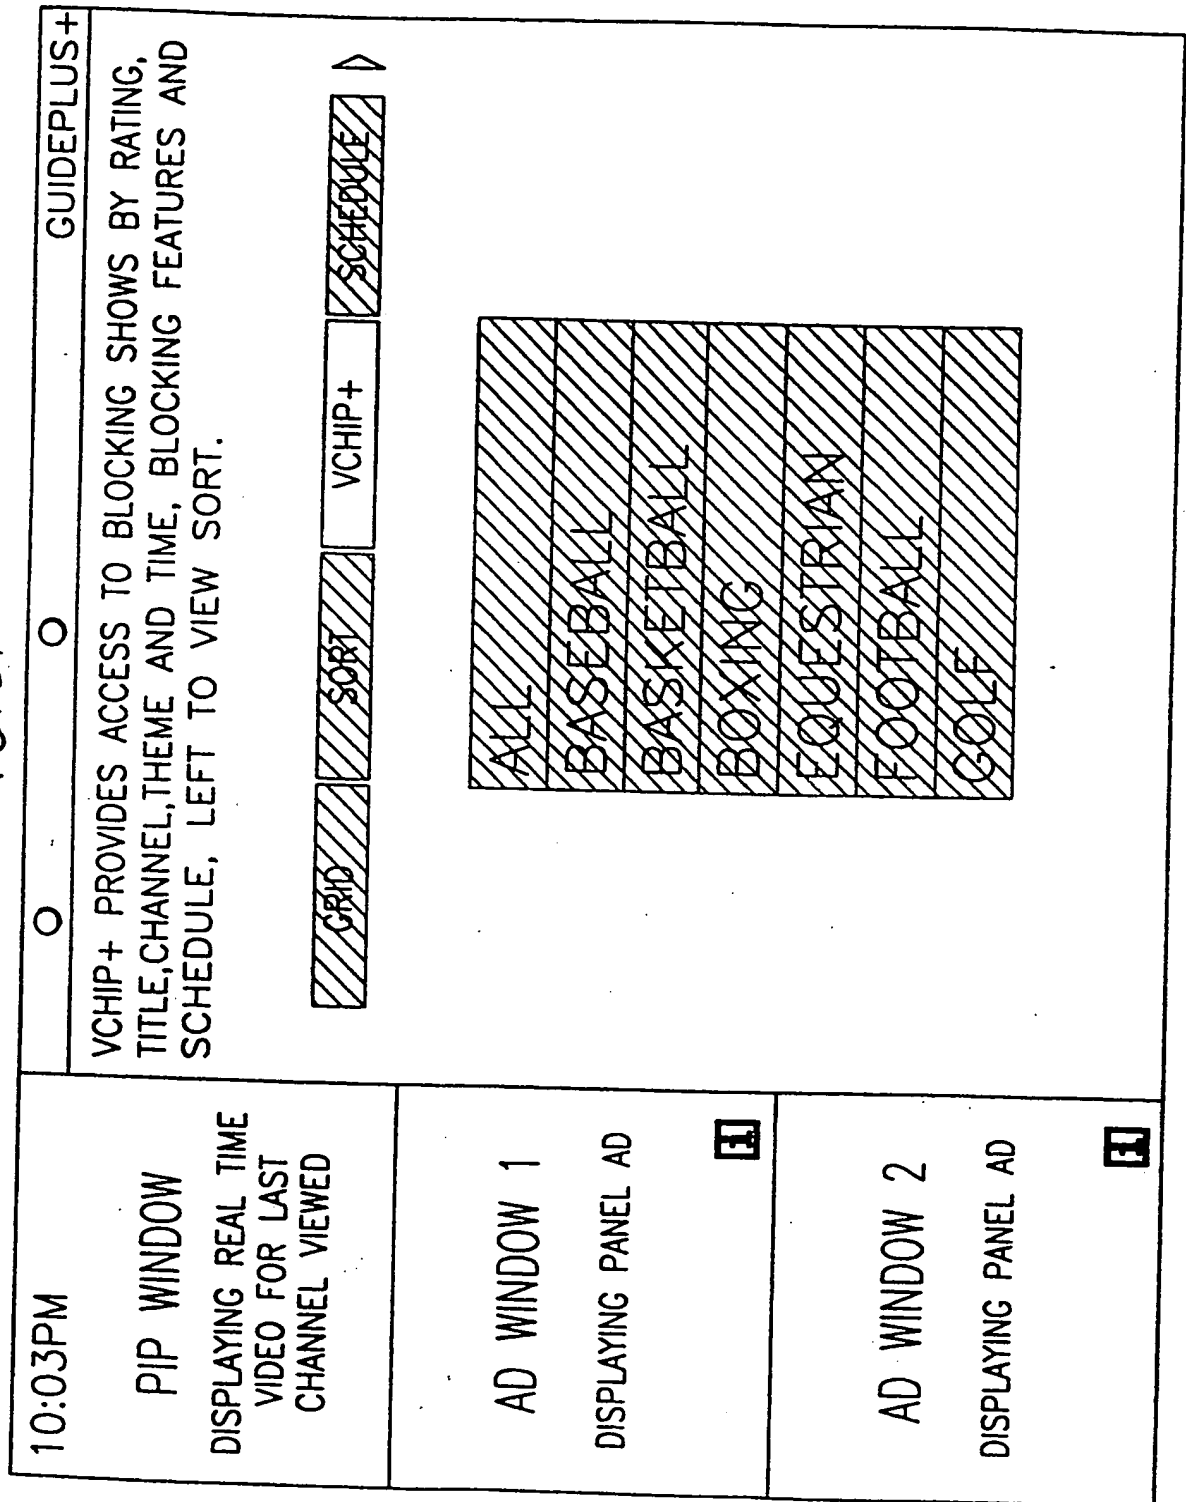 10:03PM
GUIDEPLUS+
PIP WINDOW
DISPLAYING REAL TIME
VIDEO FOR LAST
CHANNEL VIEWED
VCHIP+ PROVIDES ACCESS TO BLOCKING SHOWS BY RATING,
TITLE,CHANNEL,THEME AND TIME, BLOCKING FEATURES AND
SCHEDULE, LEFT TO VIEW SORT.
GRID SORT VCHIP+ SCHEDULE
AD WINDOW 1
DISPLAYING PANEL AD
AD WINDOW 2
DISPLAYING PANEL AD
ALL
BASEBALL
BASKETBALL
BOXING
EQUESTRIAN
FOOTBALL
GOLF